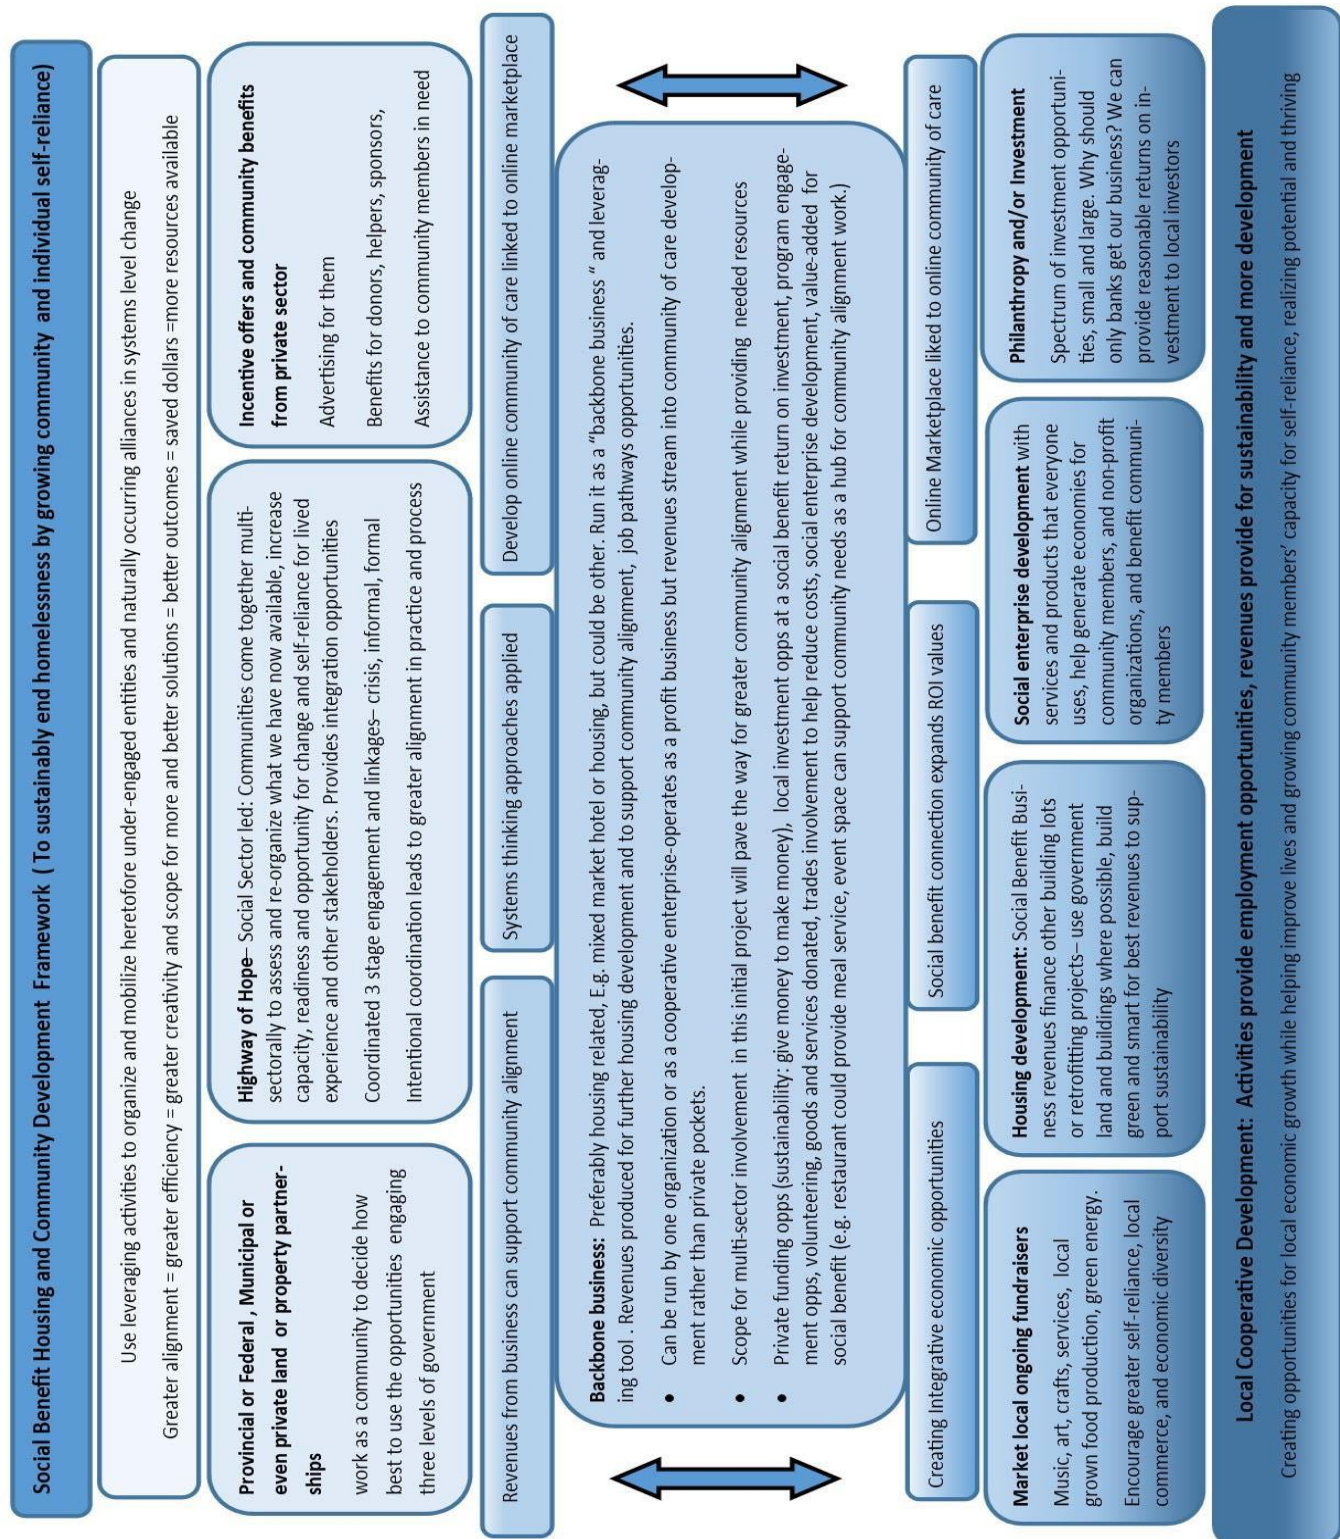 Social Benefit Housing and Community Development Framework ( To sustainably end homelessness by growing community and individual self-reliance)
Use leveraging activities to organize and mobilize heretofore under-engaged entities and naturally occurring alliances in systems level change
Greater alignment = greater efficiency = greater creativity and scope for more and better solutions = better outcomes = saved dollars =more resources available
Provincial or Federal , Municipal or
even private land or property partner-
ships
work as a community to decide how
best to use the opportunities engaging
three levels of government
Highway of Hope– Social Sector led: Communities come together multi-
sectorally to assess and re-organize what we have now available, increase
capacity, readiness and opportunity for change and self-reliance for lived
experience and other stakeholders. Provides integration opportunities
Coordinated 3 stage engagement and linkages– crisis, informal, formal
Intentional coordination leads to greater alignment in practice and process
Incentive offers and community benefits
from private sector
Advertising for them
Benefits for donors, helpers, sponsors,
Assistance to community members in need
Revenues from business can support community alignment
Systems thinking approaches applied
Develop online community of care linked to online marketplace
Backbone business: Preferably housing related, E.g. mixed market hotel or housing, but could be other. Run it as a "backbone business " and leverag-
ing tool . Revenues produced for further housing development and to support community alignment, job pathways opportunities.
• Can be run by one organization or as a cooperative enterprise-operates as a profit business but revenues stream into community of care develop-
ment rather than private pockets.
• Scope for multi-sector involvement in this initial project will pave the way for greater community alignment while providing needed resources
• Private funding opps (sustainability: give money to make money), local investment opps at a social benefit return on investment, program engage-
ment opps, volunteering, goods and services donated, trades involvement to help reduce costs, social enterprise development, value-added for
social benefit (e.g. restaurant could provide meal service, event space can support community needs as a hub for community alignment work.)
Creating Integrative economic opportunities
Social benefit connection expands ROI values
Online Marketplace liked to online community of care
Market local ongoing fundraisers
Music, art, crafts, services, local
grown food production, green energy.
Encourage greater self-reliance, local
commerce, and economic diversity
Housing development: Social Benefit Busi-
ness revenues finance other building lots
or retrofitting projects– use government
land and buildings where possible, build
green and smart for best revenues to sup-
port sustainability
Social enterprise development with
services and products that everyone
uses, help generate economies for
community members, and non-profit
organizations, and benefit communi-
ty members
Philanthropy and/or Investment
Spectrum of investment opportuni-
ties, small and large. Why should
only banks get our business? We can
provide reasonable returns on in-
vestment to local investors
Local Cooperative Development: Activities provide employment opportunities, revenues provide for sustainability and more development
Creating opportunities for local economic growth while helping improve lives and growing community members' capacity for self-reliance, realizing potential and thriving